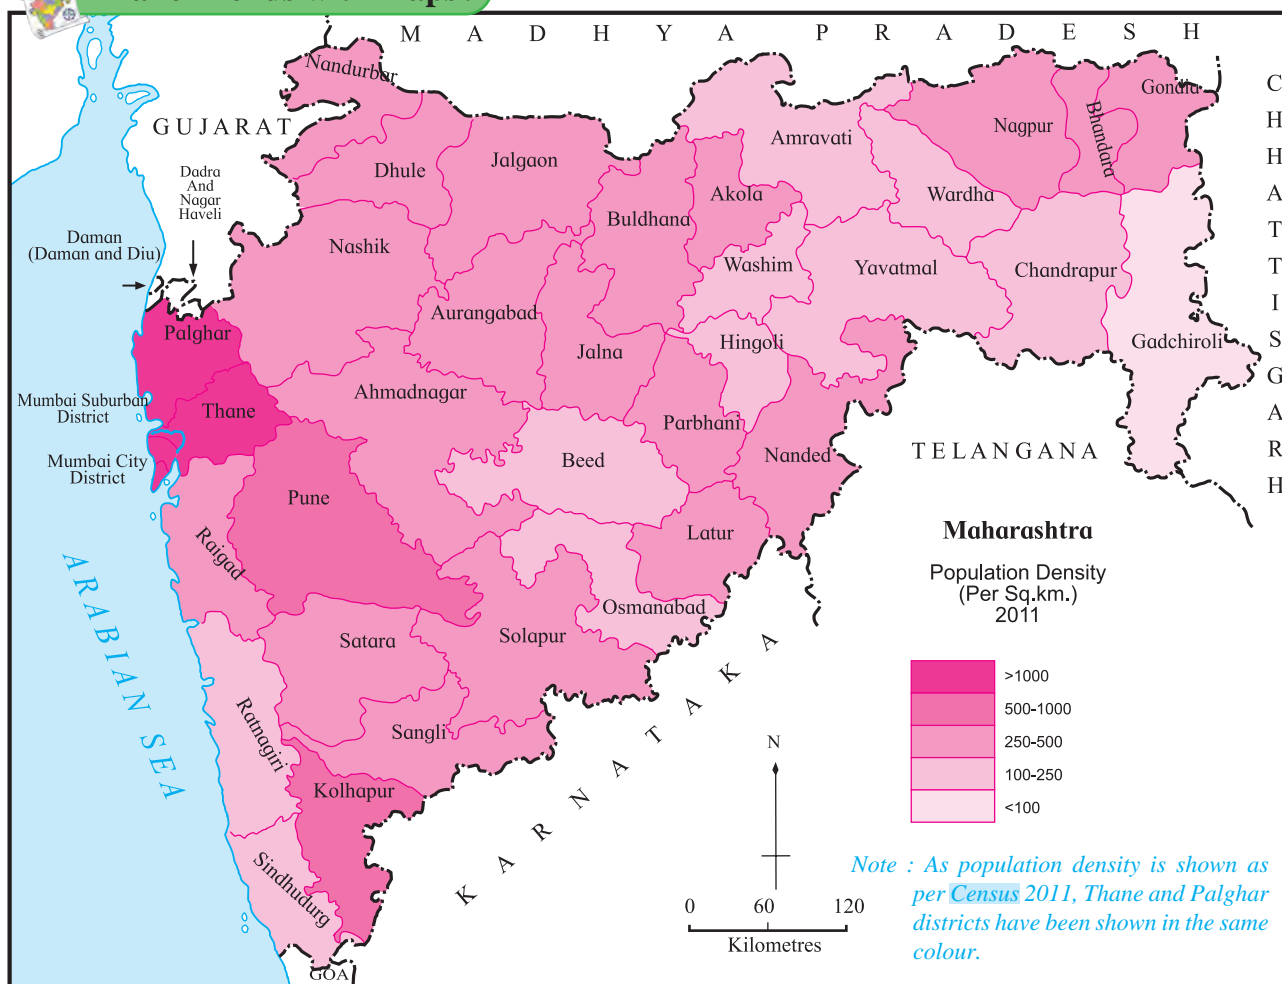 M A D H Y A P R A D E S H
C H H A T T I S G A R H
GUJARAT
Dadra
And
Nagar
Haveli
Daman
(Daman and Diu)
Nandurbar
Dhule
Jalgaon
Buldhana
Akola
Amravati
Wardha
Nagpur
Bhandara
Gondia
Nashik
Aurangabad
Jalna
Washim
Hingoli
Yavatmal
Chandrapur
Gadchiroli
Palghar
Thane
Mumbai Suburban
District
Mumbai City
District
Ahmadnagar
Beed
Parbhani
Nanded
TELANGANA
Pune
Raigad
Latur
Osmanabad
Solapur
Satara
Sangli
Ratnagiri
Kolhapur
Sindhudurg
GOA
ARABIAN SEA
KARNATAKA
Maharashtra
Population Density
(Per Sq.km.)
2011
>1000
500-1000
250-500
100-250
<100
N
0 60 120
Kilometres
Note : As population density is shown as
per Census 2011, Thane and Palghar
districts have been shown in the same
colour.